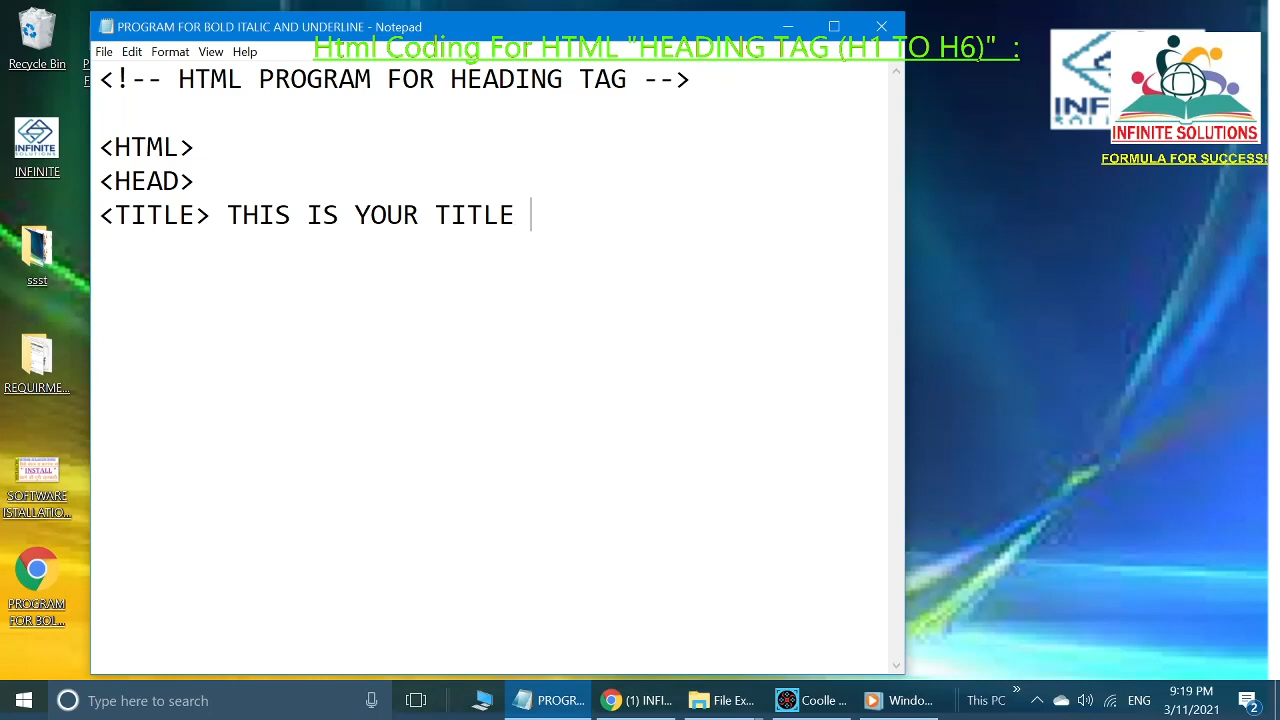 PROGRAM FOR BOLD ITALIC AND UNDERLINE - Notepad
File Edit Format View Help
Html Coding For HTML "HEADING TAG (H1 TO H6)" :
<!-- HTML PROGRAM FOR HEADING TAG -->
<HTML>
<HEAD>
<TITLE> THIS IS YOUR TITLE
Recycle Bin
INFINITE
ssst
REQUIRME...
INSTALL
SOFTWARE
ISTALLATIO...
PROGRAM
FOR BOL...
INFINITE SOLUTIONS
FORMULA FOR SUCCESS!
Type here to search
PROGR...
(1) INFI...
File Ex...
Coolle ...
Windo...
This PC
ENG
9:19 PM
3/11/2021
2